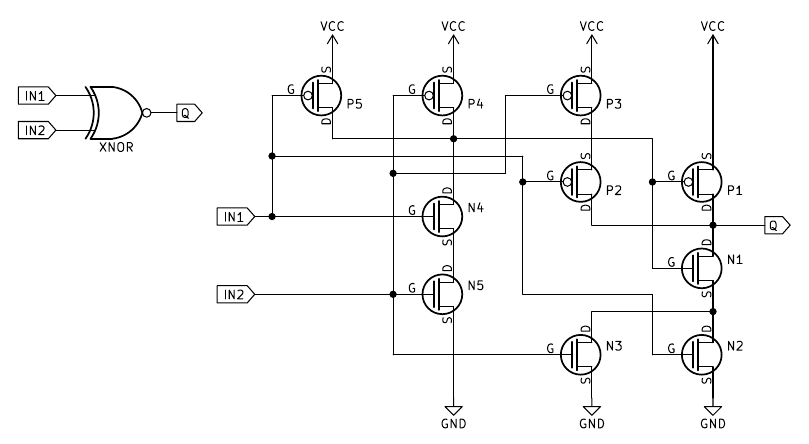 VCC VCC VCC VCC
S S S S
IN1 G P5 G P4 G P3
Q
IN2 D D D
XNOR
S
G P2 G P1
D
IN1 G N4 D D Q
S D
G N1
D
IN2 G N5 S
S
D D
G N3 G N2
S S
GND GND GND